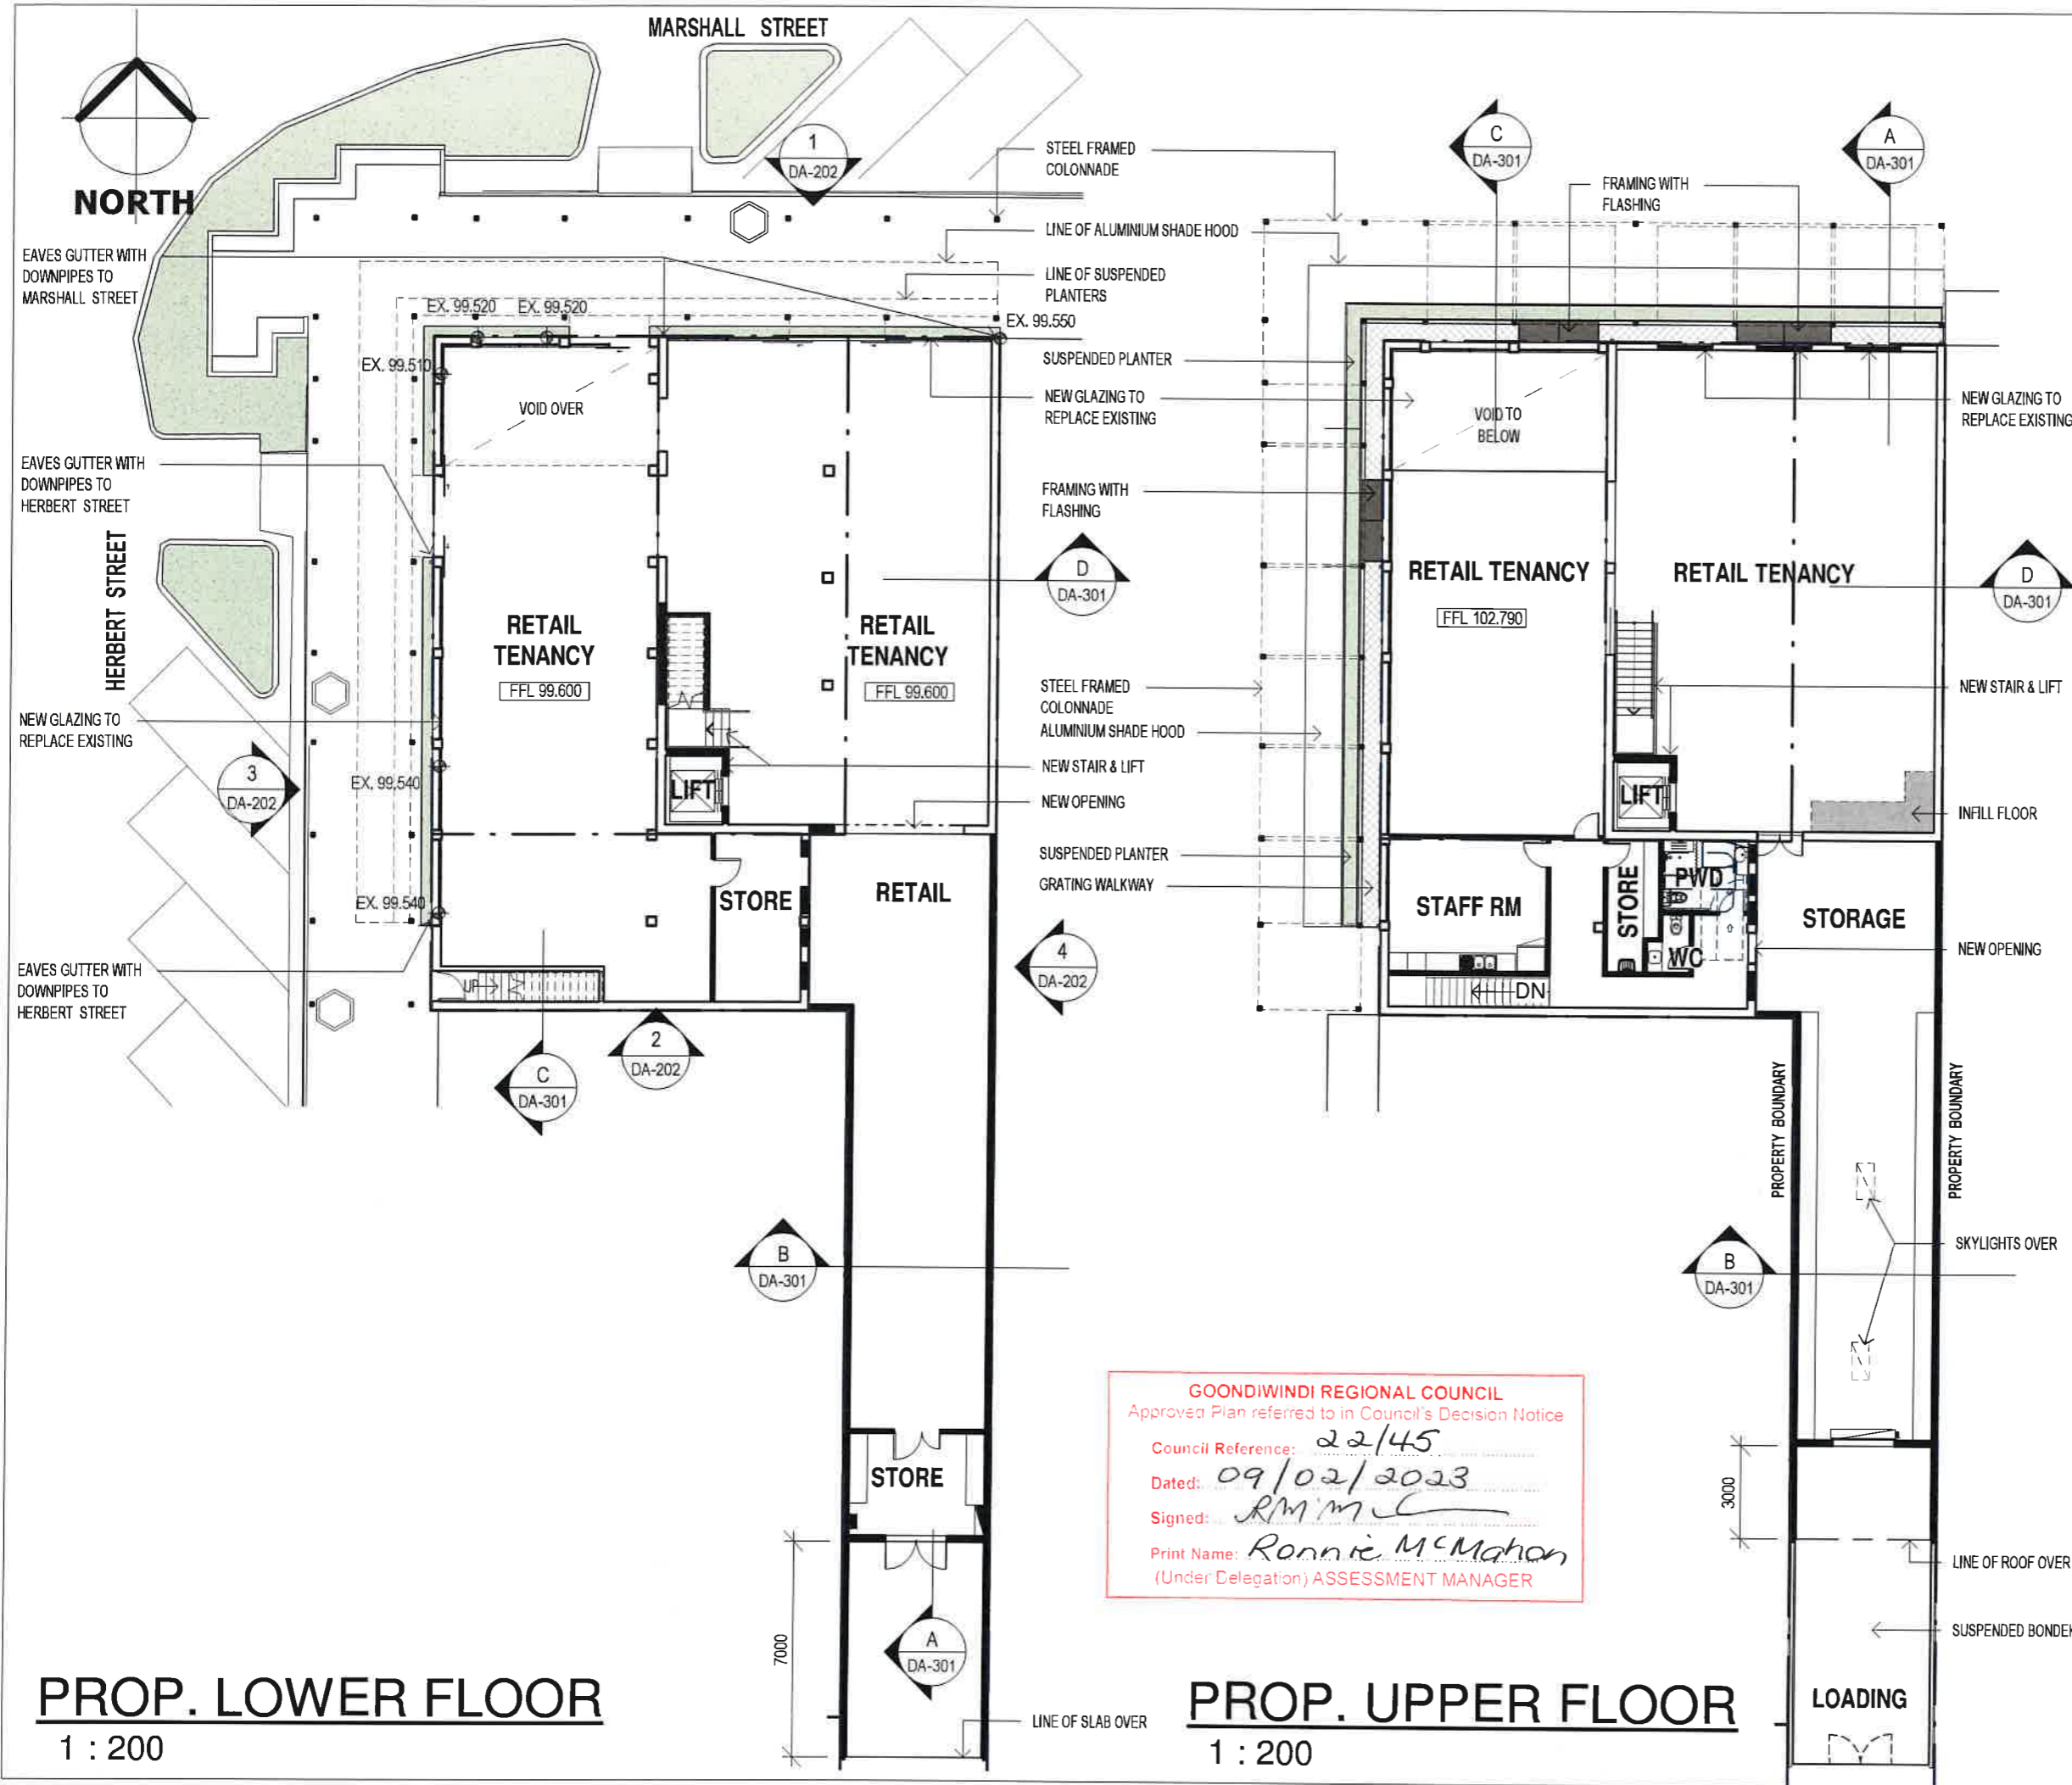 MARSHALL STREET
NORTH
1
DA-202
STEEL FRAMED
COLONNADE
LINE OF ALUMINIUM SHADE HOOD
LINE OF SUSPENDED
PLANTERS
EAVES GUTTER WITH
DOWNPIPES TO
MARSHALL STREET
EX. 99.520
EX. 99.520
EX. 99.550
EX. 99.510
VOID OVER
SUSPENDED PLANTER
NEW GLAZING TO
REPLACE EXISTING
EAVES GUTTER WITH
DOWNPIPES TO
HERBERT STREET
HERBERT STREET
FRAMING WITH
FLASHING
D
DA-301
RETAIL
TENANCY
FFL 99.600
RETAIL
TENANCY
FFL 99.600
STEEL FRAMED
COLONNADE
ALUMINIUM SHADE HOOD
NEW GLAZING TO
REPLACE EXISTING
3
DA-202
EX. 99.540
LIFT
NEW STAIR & LIFT
NEW OPENING
SUSPENDED PLANTER
GRATING WALKWAY
EX. 99.540
STORE
RETAIL
EAVES GUTTER WITH
DOWNPIPES TO
HERBERT STREET
UP
4
DA-202
2
DA-202
C
DA-301
B
DA-301
STORE
7000
A
DA-301
LINE OF SLAB OVER
PROP. LOWER FLOOR
1 : 200
C
DA-301
A
DA-301
FRAMING WITH
FLASHING
VOID TO
BELOW
NEW GLAZING TO
REPLACE EXISTING
RETAIL TENANCY
FFL 102.790
RETAIL TENANCY
D
DA-301
NEW STAIR & LIFT
LIFT
INFILL FLOOR
STAFF RM
STORE
PWD
WC
STORAGE
NEW OPENING
DN
PROPERTY BOUNDARY
PROPERTY BOUNDARY
SKYLIGHTS OVER
B
DA-301
3000
LINE OF ROOF OVER
SUSPENDED
LOADING
PROP. UPPER FLOOR
1 : 200
GOONDIWINDI REGIONAL COUNCIL
Approved Plan referred to in Council's Decision Notice
Council Reference: 22/45
Dated: 09/02/2023
Signed:
Print Name: Ronnie McMahon
(Under Delegation) ASSESSMENT MANAGER